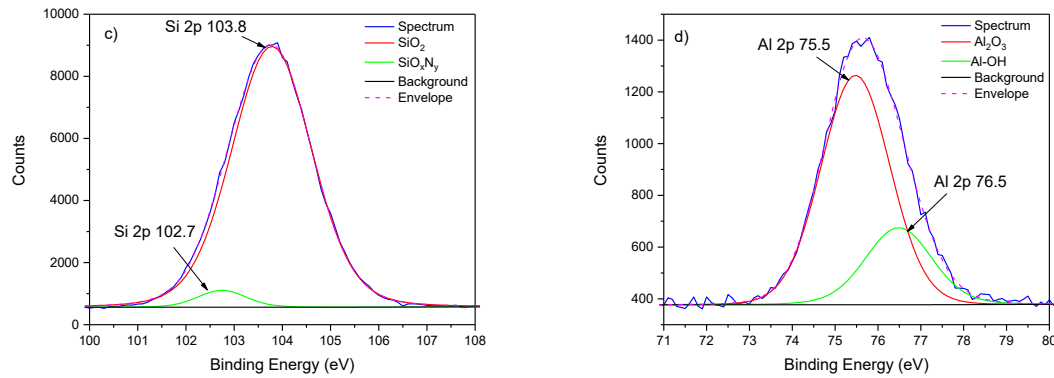 c)
Si 2p 103.8
Si 2p 102.7
Spectrum
SiO₂
SiOₓNᵧ
Background
Envelope
Counts
10000
8000
6000
4000
2000
0
100 101 102 103 104 105 106 107 108
Binding Energy (eV)
d)
Al 2p 75.5
Al 2p 76.5
Spectrum
Al₂O₃
Al-OH
Background
Envelope
Counts
1400
1200
1000
800
600
400
71 72 73 74 75 76 77 78 79 80
Binding Energy (eV)